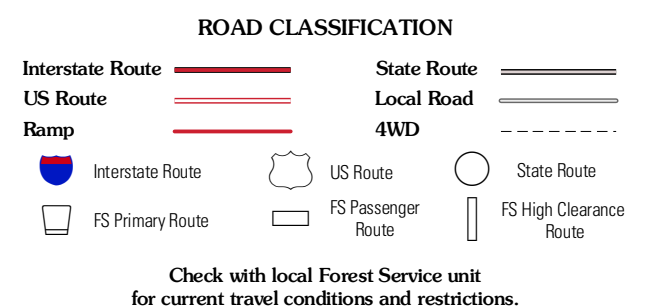 ROAD CLASSIFICATION
Interstate Route
State Route
US Route
Local Road
Ramp
4WD
Interstate Route
US Route
State Route
FS Primary Route
FS Passenger
Route
FS High Clearance
Route
Check with local Forest Service unit
for current travel conditions and restrictions.